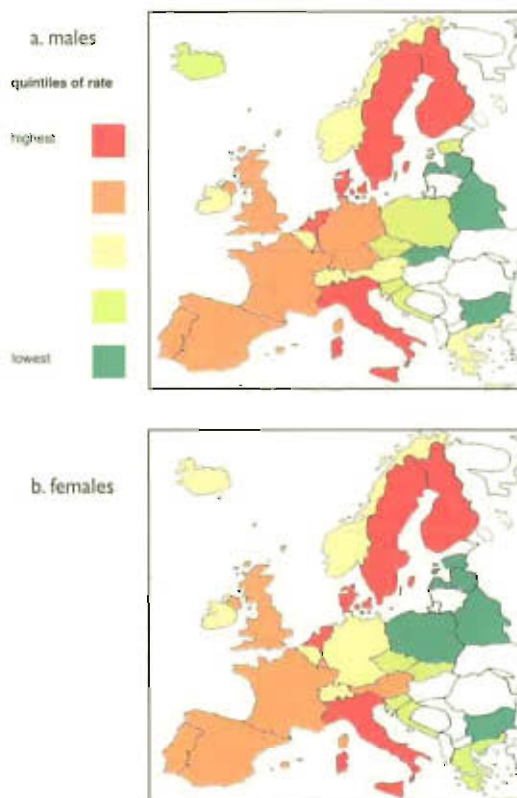 a. males
quintiles of rate
highest
lowest
b. females